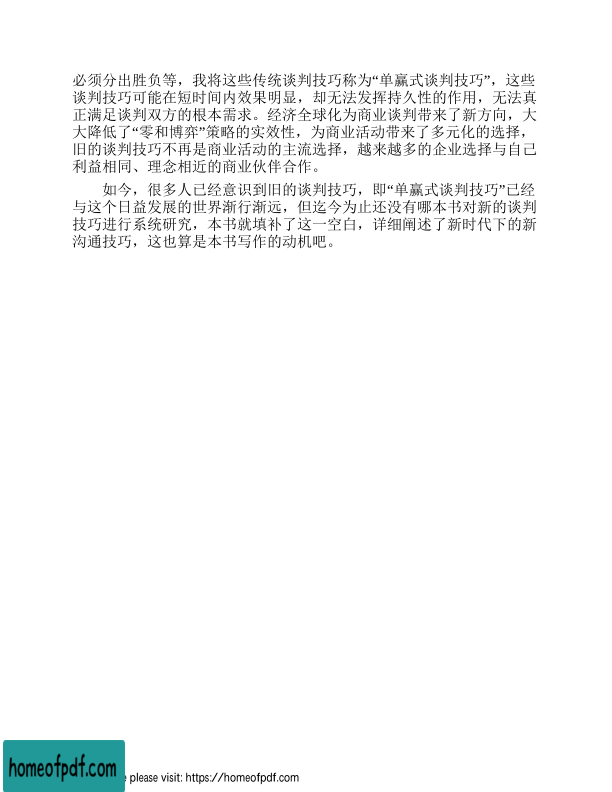 必须分出胜负等，我将这些传统谈判技巧称为“单赢式谈判技巧”，这些
谈判技巧可能在短时间内效果明显，却无法发挥持久性的作用，无法真
正满足谈判双方的根本需求。经济全球化为商业谈判带来了新方向，大
大降低了“零和博弈”策略的实效性，为商业活动带来了多元化的选择，
旧的谈判技巧不再是商业活动的主流选择，越来越多的企业选择与自己
利益相同、理念相近的商业伙伴合作。
如今，很多人已经意识到旧的谈判技巧，即“单赢式谈判技巧”已经
与这个日益发展的世界渐行渐远，但迄今为止还没有哪本书对新的谈判
技巧进行系统研究，本书就填补了这一空白，详细阐述了新时代下的新
沟通技巧，这也算是本书写作的动机吧。
homeofpdf.com
please visit: https://homeofpdf.com